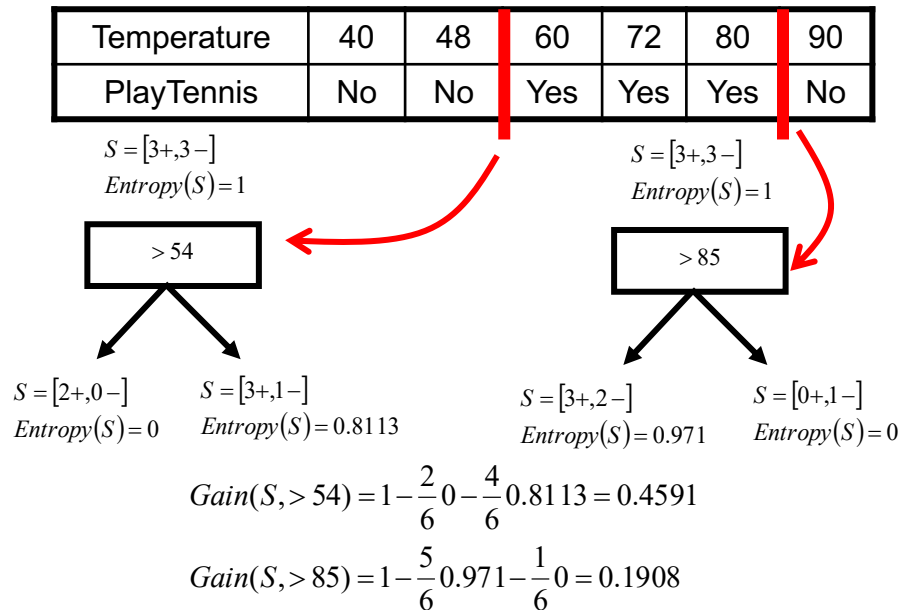 Temperature 40 48 60 72 80 90
PlayTennis No No Yes Yes Yes No
S = [3+,3−]
Entropy(S) = 1
S = [3+,3−]
Entropy(S) = 1
> 54
> 85
S = [2+,0−]
Entropy(S) = 0
S = [3+,1−]
Entropy(S) = 0.8113
S = [3+,2−]
Entropy(S) = 0.971
S = [0+,1−]
Entropy(S) = 0
Gain(S,> 54) = 1 − 2/6 0 − 4/6 0.8113 = 0.4591
Gain(S,> 85) = 1 − 5/6 0.971 − 1/6 0 = 0.1908